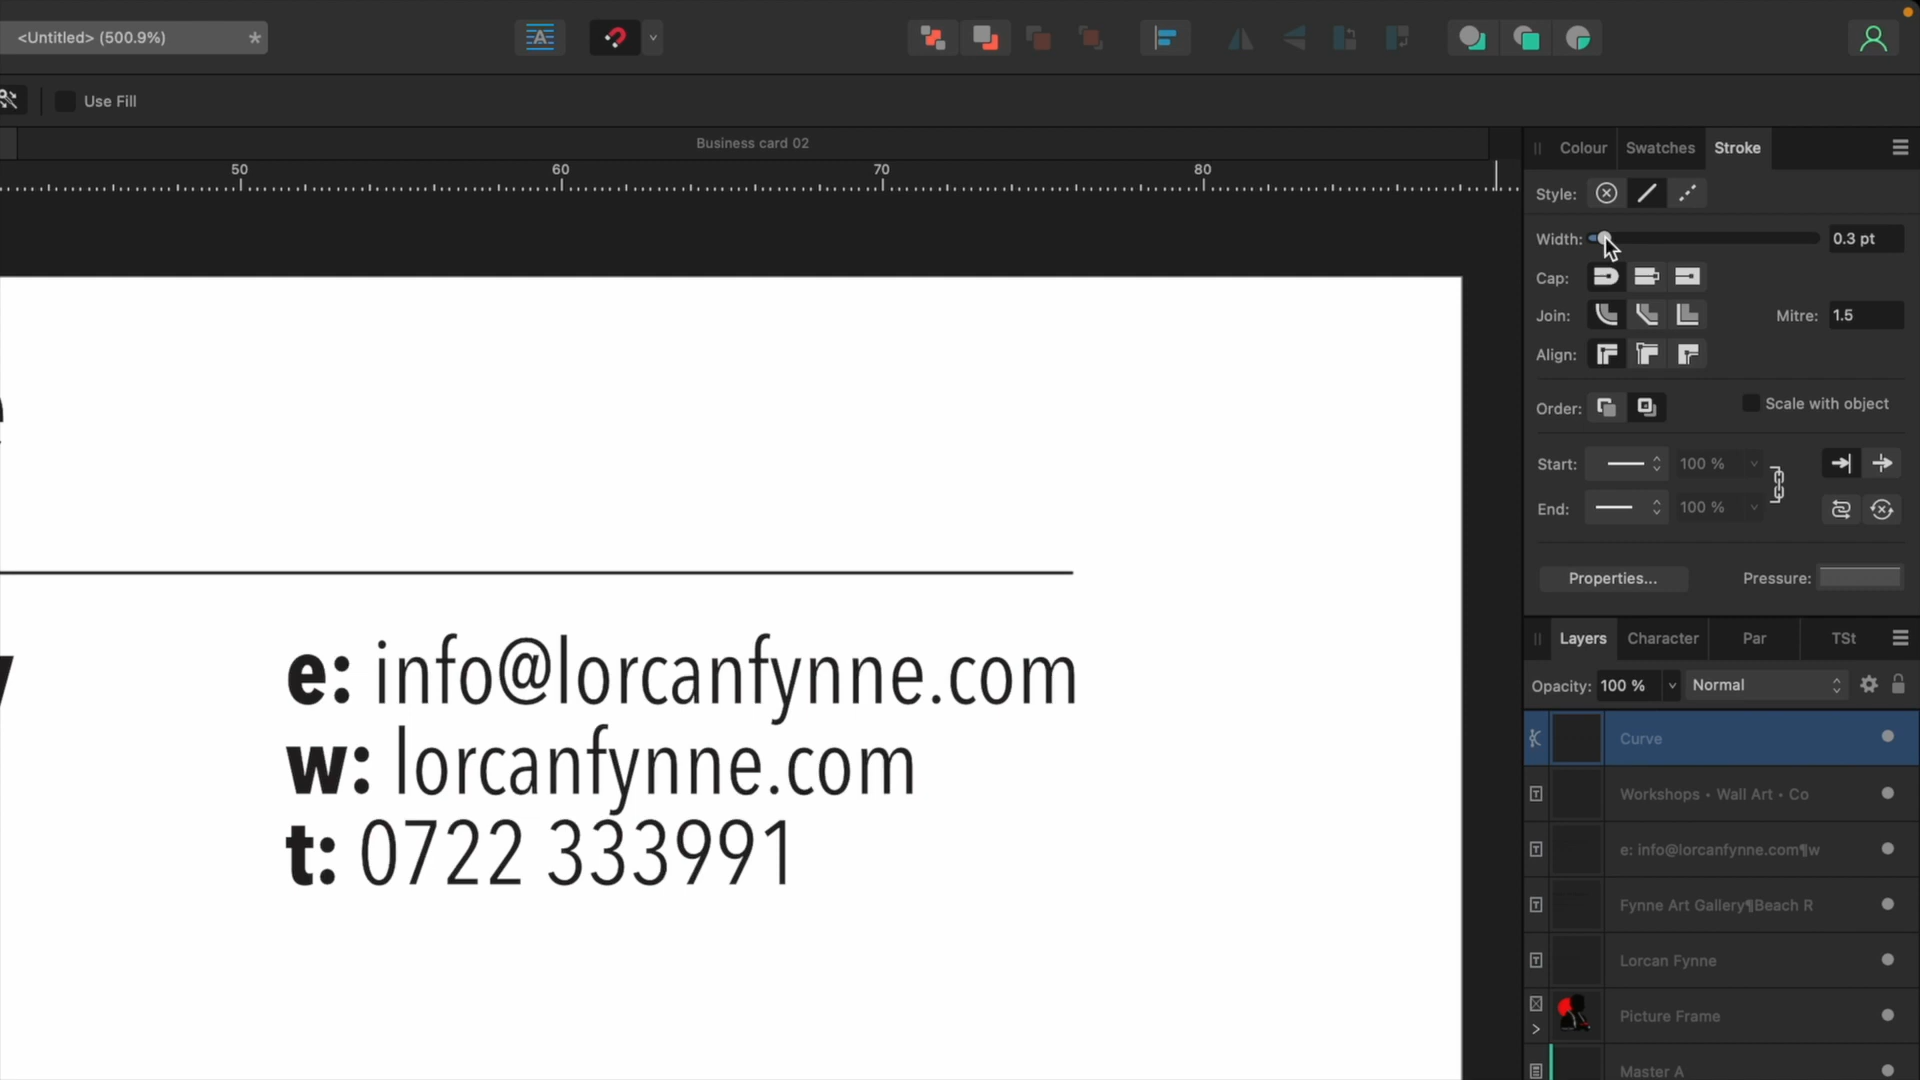 <Untitled> (500.9%) *
Use Fill
Business card 02
50 60 70 80
Colour Swatches Stroke
Style:
Width: 0.3 pt
Cap:
Join: Mitre: 1.5
Align:
Order: Scale with object
Start: 100 %
End: 100 %
Properties... Pressure:
Layers Character Par TSt
Opacity: 100 % Normal
Curve
Workshops • Wall Art • Co
e: info@lorcanfynne.com¶w
Fynne Art Gallery¶Beach R
Lorcan Fynne
Picture Frame
Master A
e: info@lorcanfynne.com
w: lorcanfynne.com
t: 0722 333991